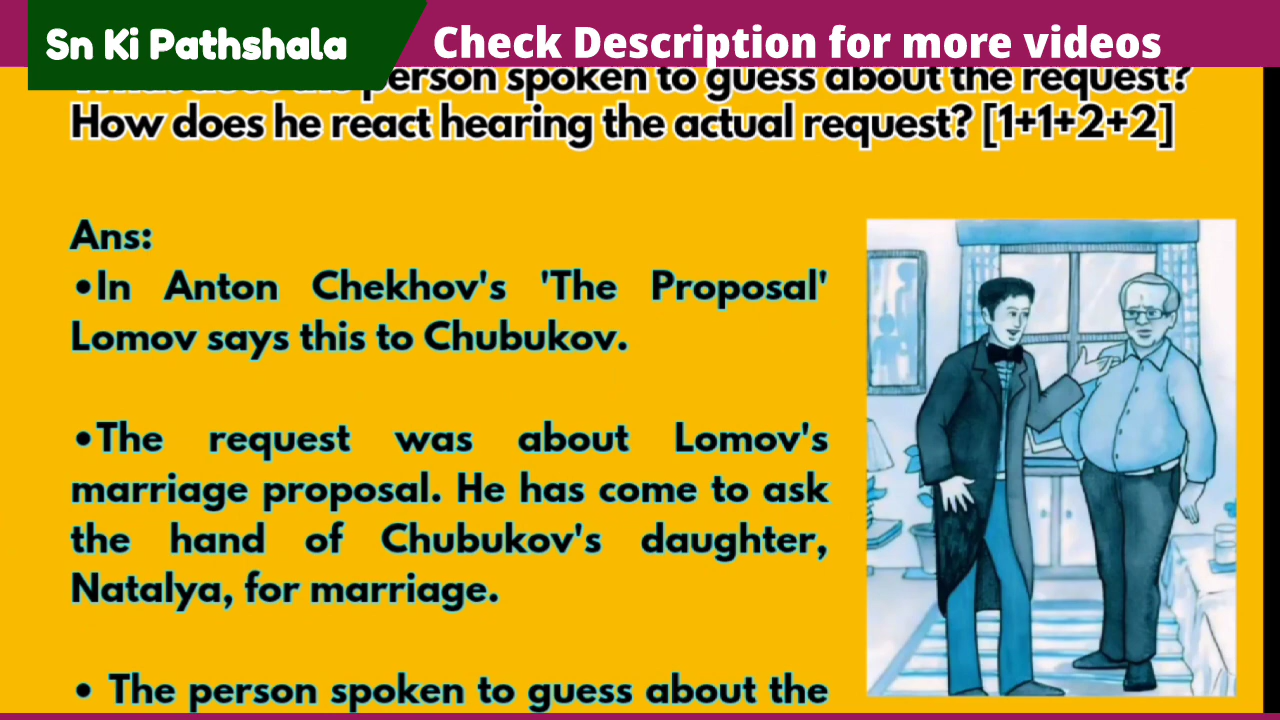 Sn Ki Pathshala
Check Description for more videos
person spoken to guess about the request?
How does he react hearing the actual request? [1+1+2+2]
Ans:
•In Anton Chekhov's 'The Proposal'
Lomov says this to Chubukov.
•The request was about Lomov's
marriage proposal. He has come to ask
the hand of Chubukov's daughter,
Natalya, for marriage.
• The person spoken to guess about the